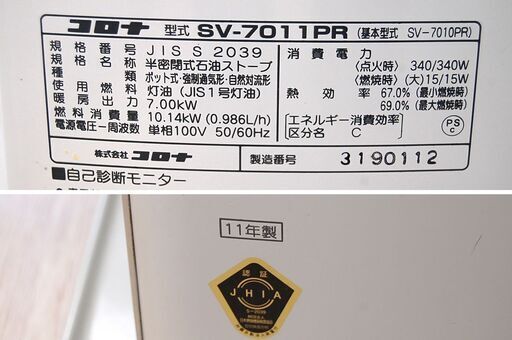 コロナ 型式 SV-7011PR (基本型式 SV-7010PR)
規格番号 JIS S 2039
規格名称 半密閉式石油ストーブ
ポット式・強制通気形・自然対流形
使用燃料 灯油(JIS1号灯油)
暖房出力 7.00kW
燃料消費量 10.14kW (0.986L/h)
電源電圧一周波数 単相100V 50/60Hz
消費電力
〈点火時〉 340/340W
〈燃焼時〉 (大) 15/15W
熱効率 67.0% (最小燃焼時)
69.0% (最大燃焼時)
[エネルギー消費効率]
区分名 C
PS
C
株式会社 コロナ 製造番号 3190112
■自己診断モニター
11年製
認証
JHIA
S-2039